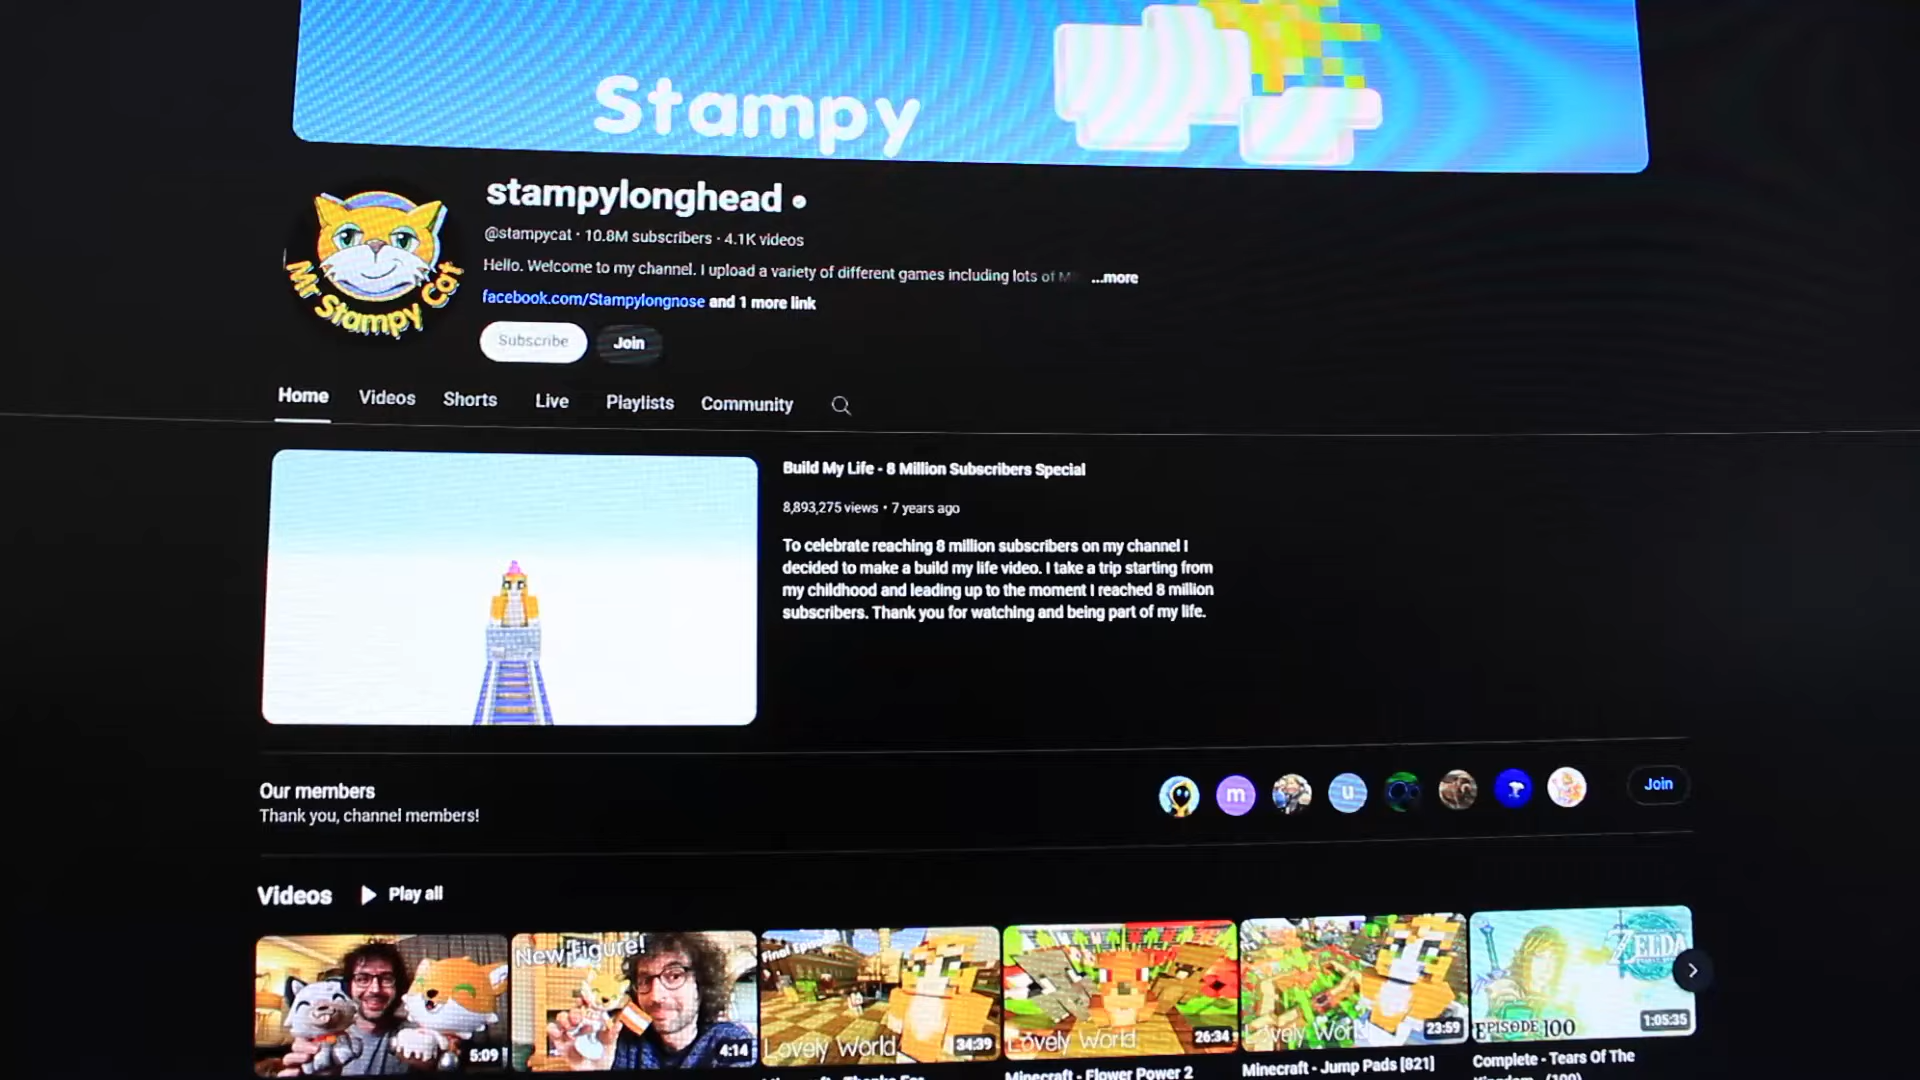 Stampy
Mr Stampy Cat
stampylonghead
@stampycat · 10.8M subscribers · 4.1K videos
Hello. Welcome to my channel. I upload a variety of different games including lots of ...more
facebook.com/Stampylongnose and 1 more link
Subscribe Join
Home Videos Shorts Live Playlists Community
Build My Life - 8 Million Subscribers Special
8,893,275 views • 7 years ago
To celebrate reaching 8 million subscribers on my channel I
decided to make a build my life video. I take a trip starting from
my childhood and leading up to the moment I reached 8 million
subscribers. Thank you for watching and being part of my life.
Our members
Thank you, channel members!
m
u
Join
Videos Play all
New Figure!
Final
ZELDA
EPISODE 100
Lovely World
Lovely World
Lovely World
5:09
4:14
34:39
26:34
23:59
1:05:35
Minecraft - Flower Power 2
Minecraft - Jump Pads [821]
Complete - Tears Of The